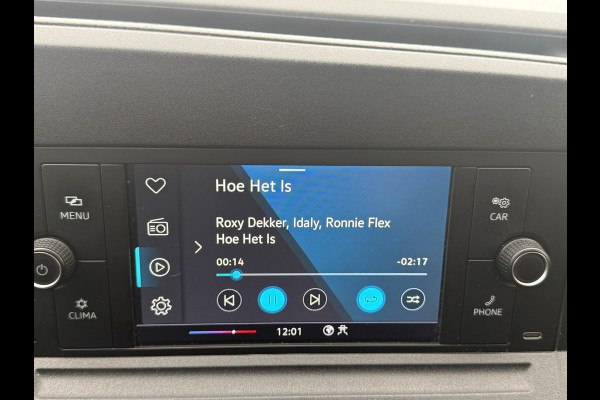 Hoe Het Is
MENU
CAR
Roxy Dekker, Idaly, Ronnie Flex
Hoe Het Is
00:14 -02:17
CLIMA
PHONE
12:01